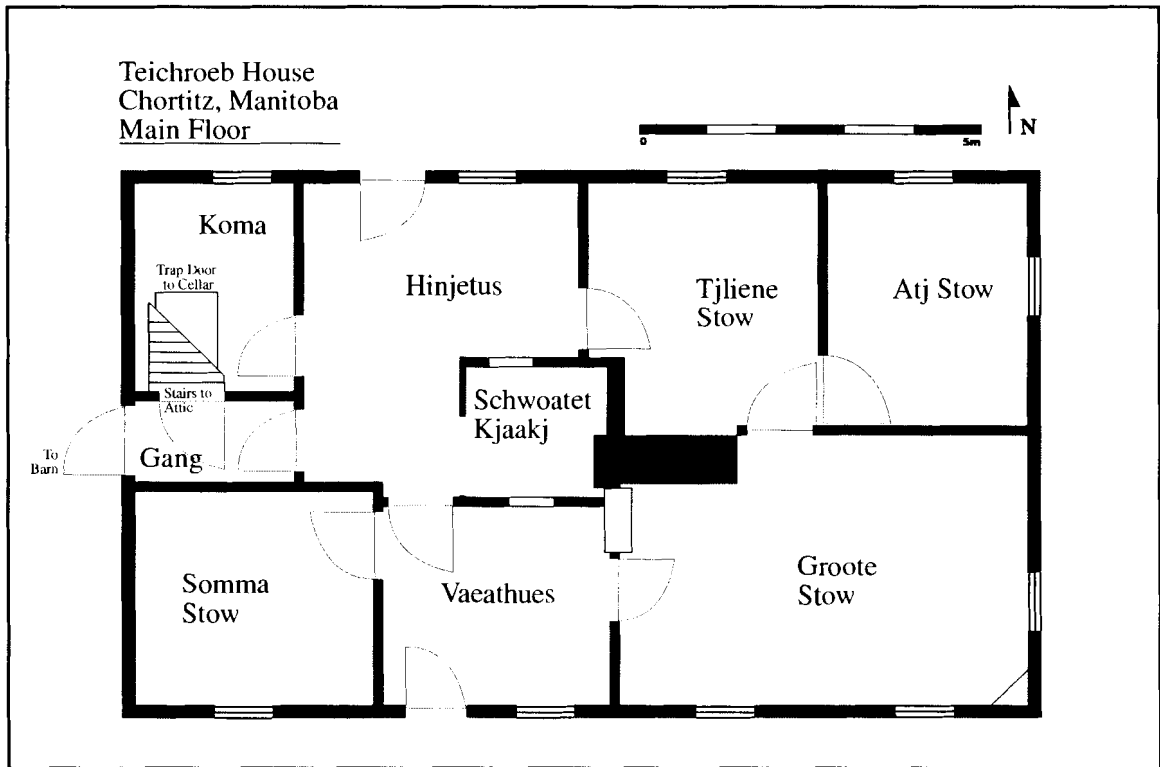 Teichroeb House
Chortitz, Manitoba
Main Floor
0
5m
N
Koma
Trap Door
to Cellar
Hinjetus
Tjliene
Stow
Atj Stow
Stairs to
Attic
Schwoatet
Kjaakj
To
Barn
Gang
Somma
Stow
Vaeathues
Groote
Stow